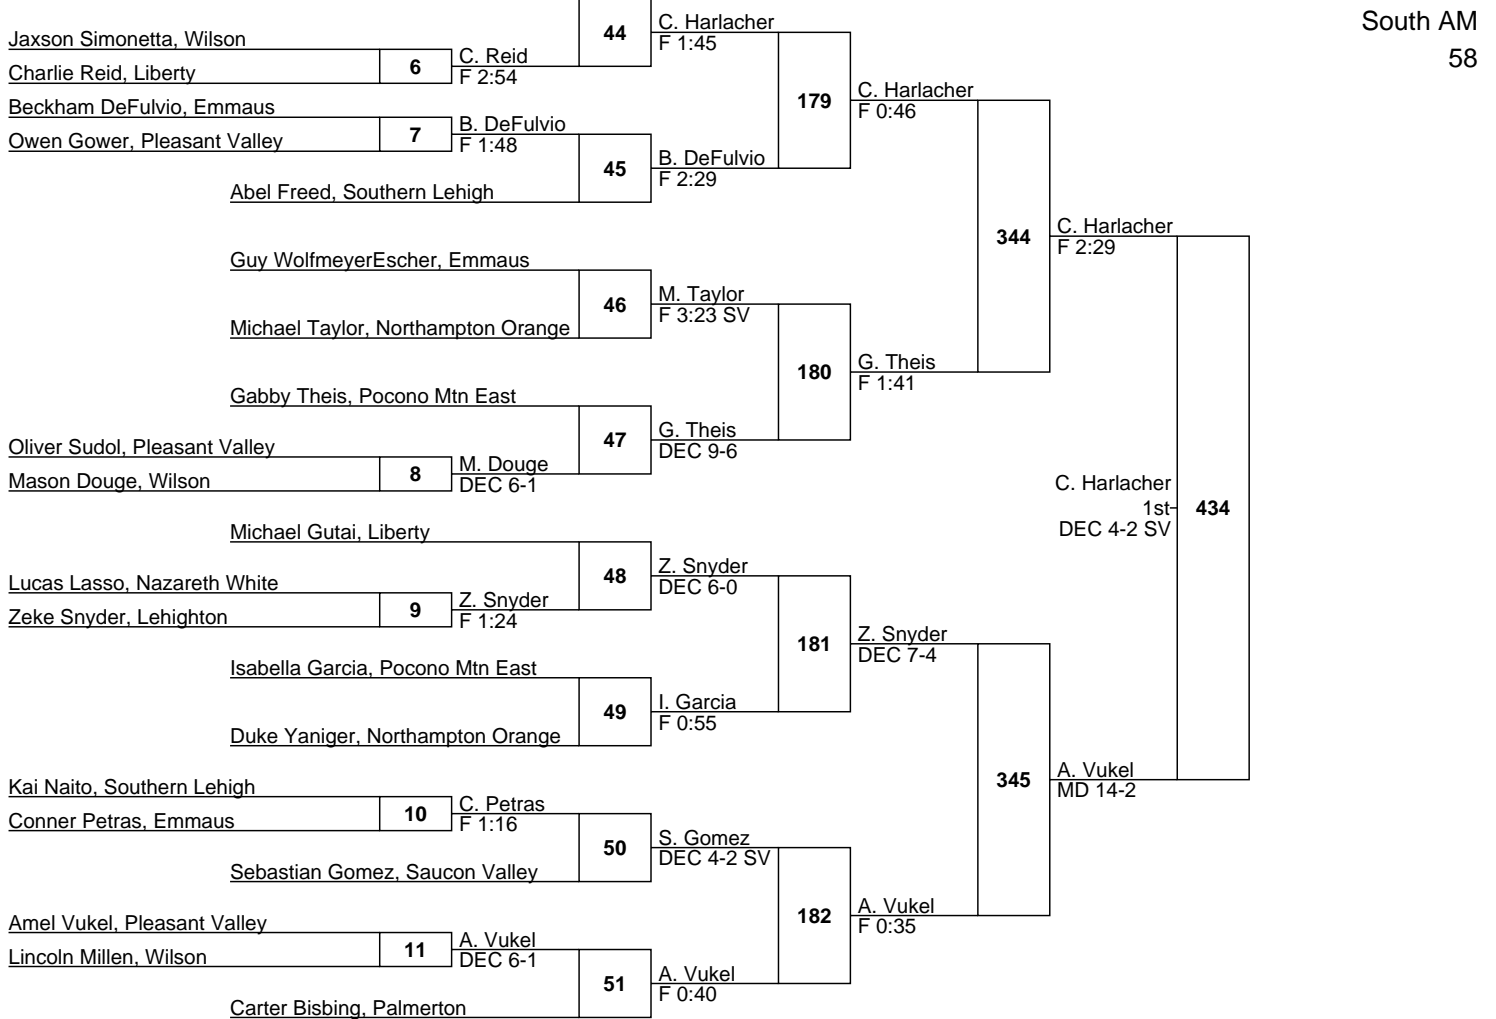 South AM
58
44
C. Harlacher
F 1:45
Jaxson Simonetta, Wilson
6
C. Reid
F 2:54
Charlie Reid, Liberty
179
C. Harlacher
F 0:46
Beckham DeFulvio, Emmaus
7
B. DeFulvio
F 1:48
Owen Gower, Pleasant Valley
45
B. DeFulvio
F 2:29
Abel Freed, Southern Lehigh
344
C. Harlacher
F 2:29
Guy WolfmeyerEscher, Emmaus
46
M. Taylor
F 3:23 SV
Michael Taylor, Northampton Orange
180
G. Theis
F 1:41
Gabby Theis, Pocono Mtn East
47
G. Theis
DEC 9-6
Oliver Sudol, Pleasant Valley
8
M. Douge
DEC 6-1
Mason Douge, Wilson
C. Harlacher
1st
DEC 4-2 SV
434
Michael Gutai, Liberty
48
Z. Snyder
DEC 6-0
Lucas Lasso, Nazareth White
9
Z. Snyder
F 1:24
Zeke Snyder, Lehighton
181
Z. Snyder
DEC 7-4
Isabella Garcia, Pocono Mtn East
49
I. Garcia
F 0:55
Duke Yaniger, Northampton Orange
345
A. Vukel
MD 14-2
Kai Naito, Southern Lehigh
10
C. Petras
F 1:16
Conner Petras, Emmaus
50
S. Gomez
DEC 4-2 SV
Sebastian Gomez, Saucon Valley
182
A. Vukel
F 0:35
Amel Vukel, Pleasant Valley
11
A. Vukel
DEC 6-1
Lincoln Millen, Wilson
51
A. Vukel
F 0:40
Carter Bisbing, Palmerton